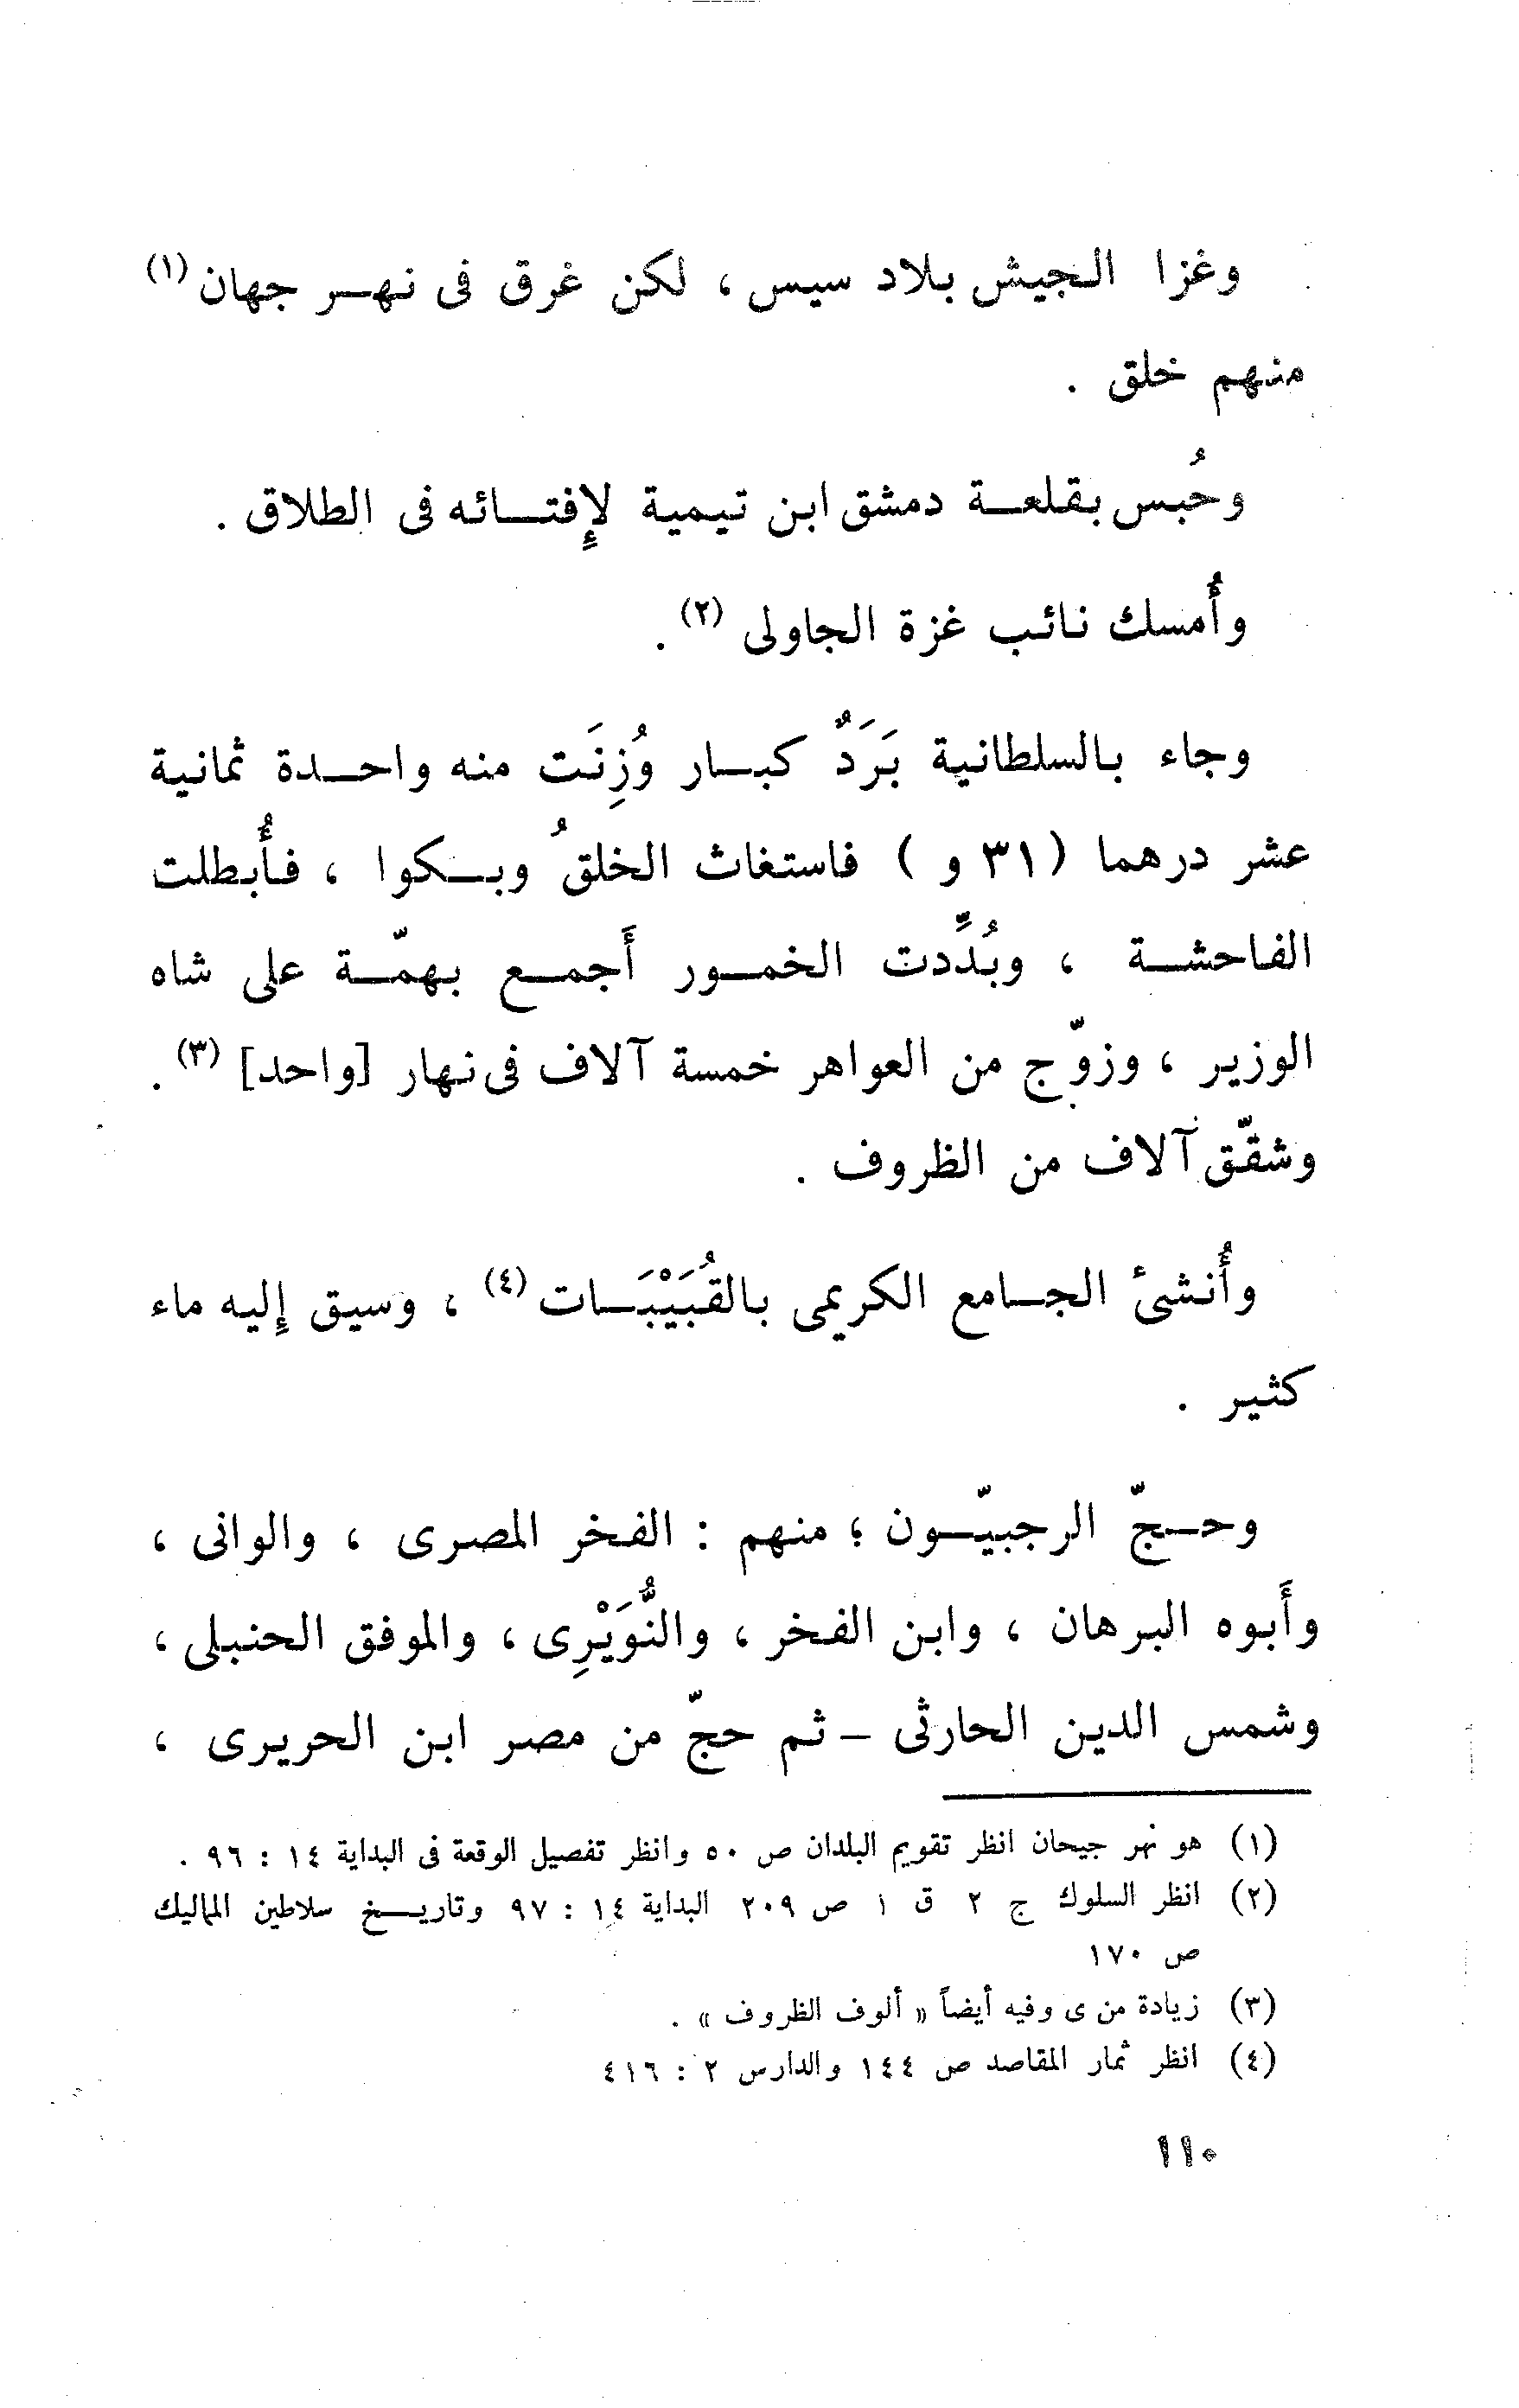 وغزا الجيش بلاد سيس ، لكن غرق فى نهر جهان (١)
منهم خلق .
وحُبس بقلعة دمشق ابن تيمية لإِفتائه فى الطلاق .
وأُمسك نائب غزة الجاولى (٢) .
وجاء بالسلطانية بَرَدٌ كبار وُزِنَت منه واحدة ثمانية
عشر درهما (٣١ و ) فاستغاث الخلقُ وبكوا ، فأُبطلت
الفاحشة ، وبُدِّدت الخمور أَجمع بهمّة على شاه
الوزير ، وزوّج من العواهر خمسة آلاف فى نهار [واحد] (٣) .
وشقّق آلاف من الظروف .
وأُنشئ الجامع الكريمى بالقُبَيْبَات (٤) ، وسيق إِليه ماء
كثير .
وحجّ الرجبيّون ؛ منهم : الفخر المصرى ، والوانى ،
وأَبوه البرهان ، وابن الفخر ، والنُّوَيْرِى ، والموفق الحنبلى ،
وشمس الدين الحارثى – ثم حجّ من مصر ابن الحريرى ،
(١) هو نهر جيحان انظر تقويم البلدان ص ٥٠ وانظر تفصيل الوقعة فى البداية ١٤ : ٩٦ .
(٢) انظر السلوك ج ٢ ق ١ ص ٢٠٩ البداية ١٤ : ٩٧ وتاريخ سلاطين المماليك
ص ١٧٠
(٣) زيادة من ى وفيه أيضاً « ألوف الظروف » .
(٤) انظر ثمار المقاصد ص ١٤٤ والدارس ٢ : ٤١٦
١١٠